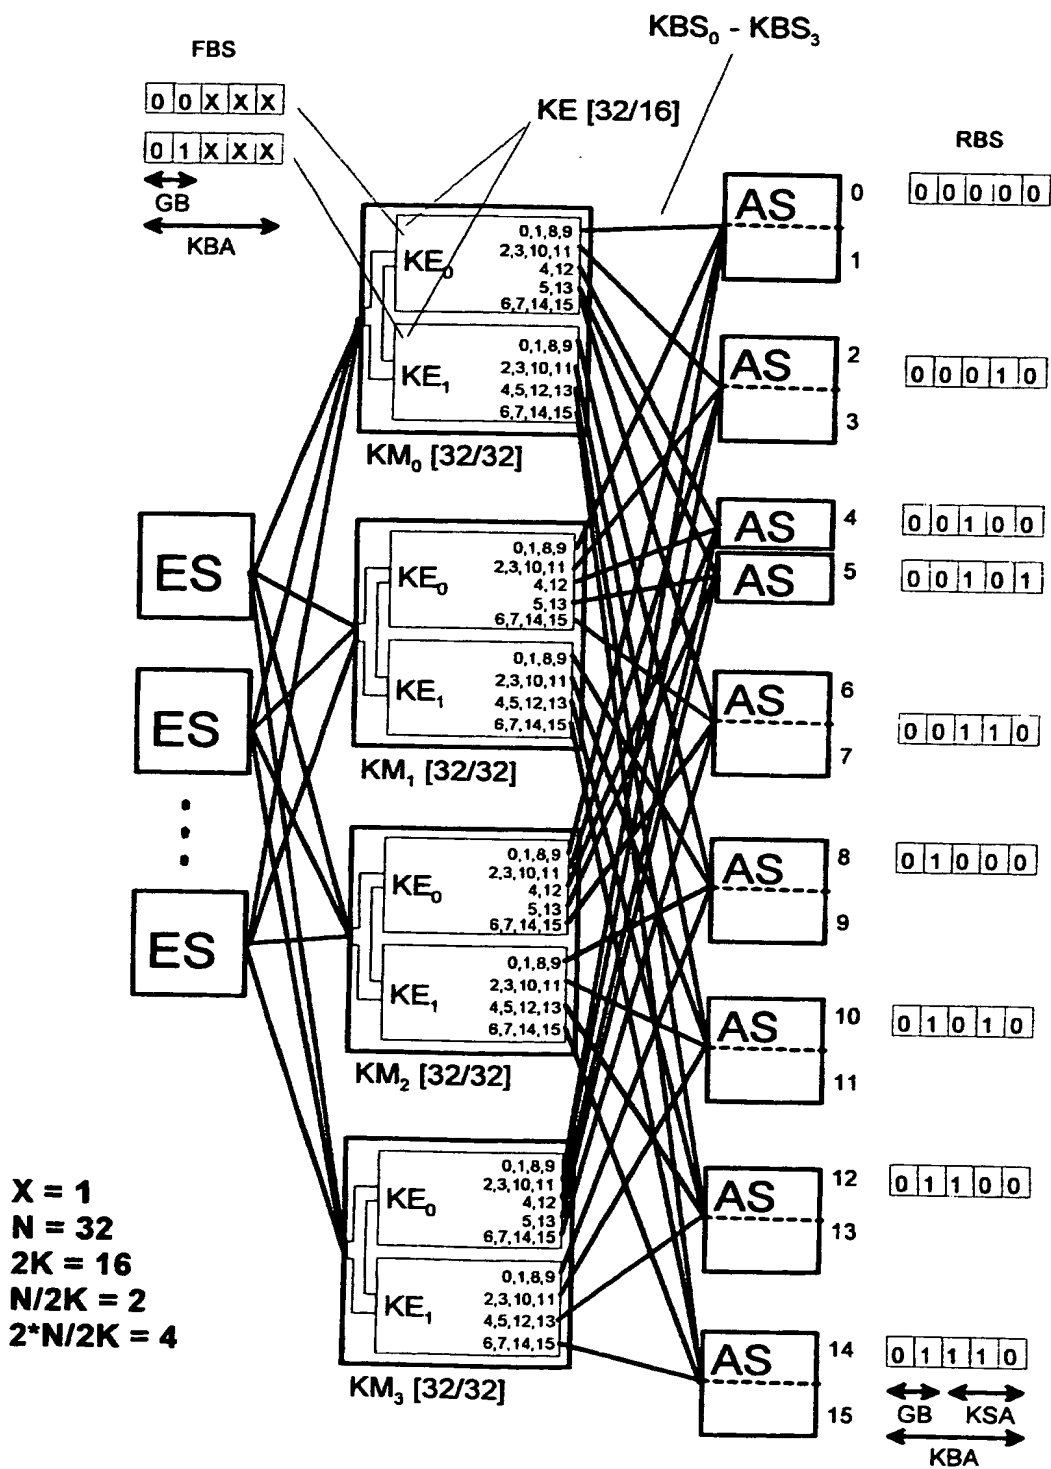 KBS₀ - KBS₃
FBS
0 0 X X X
0 1 X X X
GB
KBA
KE [32/16]
RBS
KE₀
0,1,8,9
2,3,10,11
4,12
5,13
6,7,14,15
KE₁
0,1,8,9
2,3,10,11
4,5,12,13
6,7,14,15
KM₀ [32/32]
KE₀
0,1,8,9
2,3,10,11
4,12
5,13
6,7,14,15
KE₁
0,1,8,9
2,3,10,11
4,5,12,13
6,7,14,15
KM₁ [32/32]
KE₀
0,1,8,9
2,3,10,11
4,12
5,13
6,7,14,15
KE₁
0,1,8,9
2,3,10,11
4,5,12,13
6,7,14,15
KM₂ [32/32]
KE₀
0,1,8,9
2,3,10,11
4,12
5,13
6,7,14,15
KE₁
0,1,8,9
2,3,10,11
4,5,12,13
6,7,14,15
KM₃ [32/32]
ES
ES
ES
AS 0
1
0 0 0 0 0
AS 2
3
0 0 0 1 0
AS 4
0 0 1 0 0
AS 5
0 0 1 0 1
AS 6
7
0 0 1 1 0
AS 8
9
0 1 0 0 0
AS 10
11
0 1 0 1 0
AS 12
13
0 1 1 0 0
AS 14
15
0 1 1 1 0
GB KSA
KBA
X = 1
N = 32
2K = 16
N/2K = 2
2*N/2K = 4